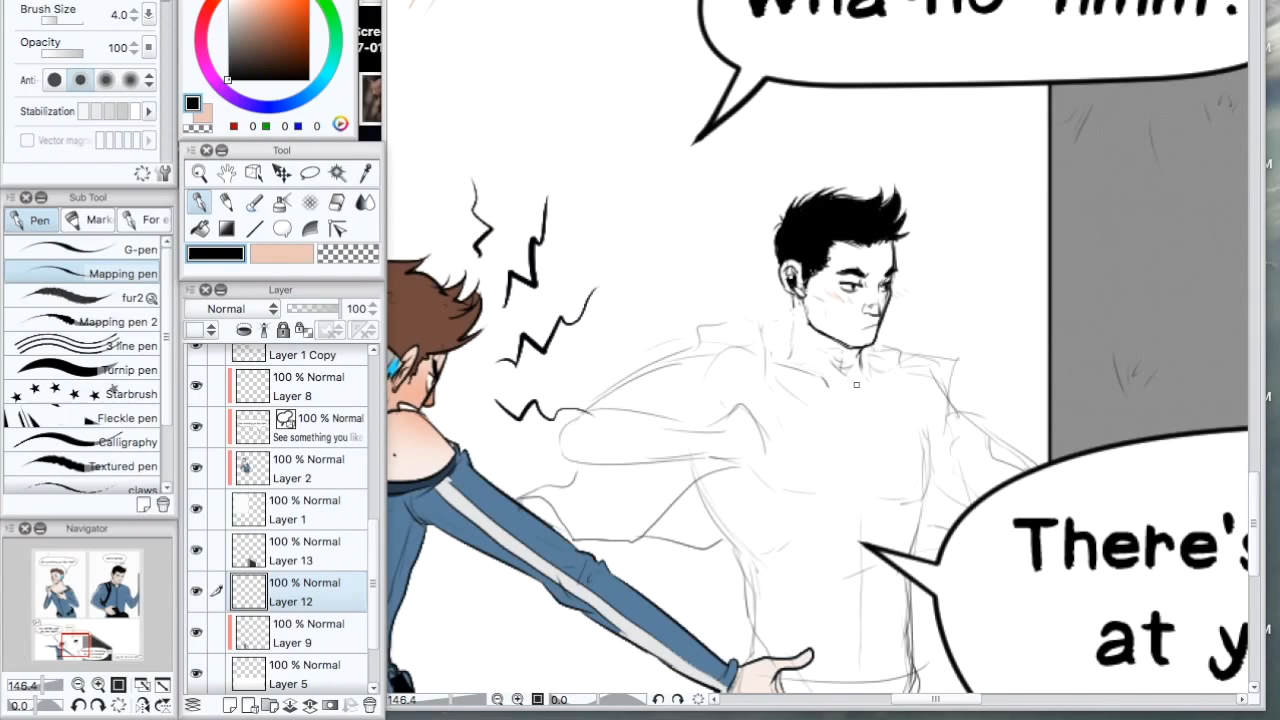 Brush Size 4.0
Opacity 100
Anti-
Stabilization
Vector magn
Scre
7-01
0 0 0
Tool
Sub Tool
Pen Mark For e
G-pen
Mapping pen
fur2
Mapping pen 2
3 line pen
Turnip pen
Starbrush
Fleckle pen
Calligraphy
Textured pen
claws
Navigator
146.4
4.0
Layer
Normal 100
Layer 1 Copy
100 % Normal
Layer 8
100 % Normal
See something you like
100 % Normal
Layer 2
100 % Normal
Layer 1
100 % Normal
Layer 13
100 % Normal
Layer 12
100 % Normal
Layer 9
100 % Normal
Layer 5
146.4 0.0
There's
at y